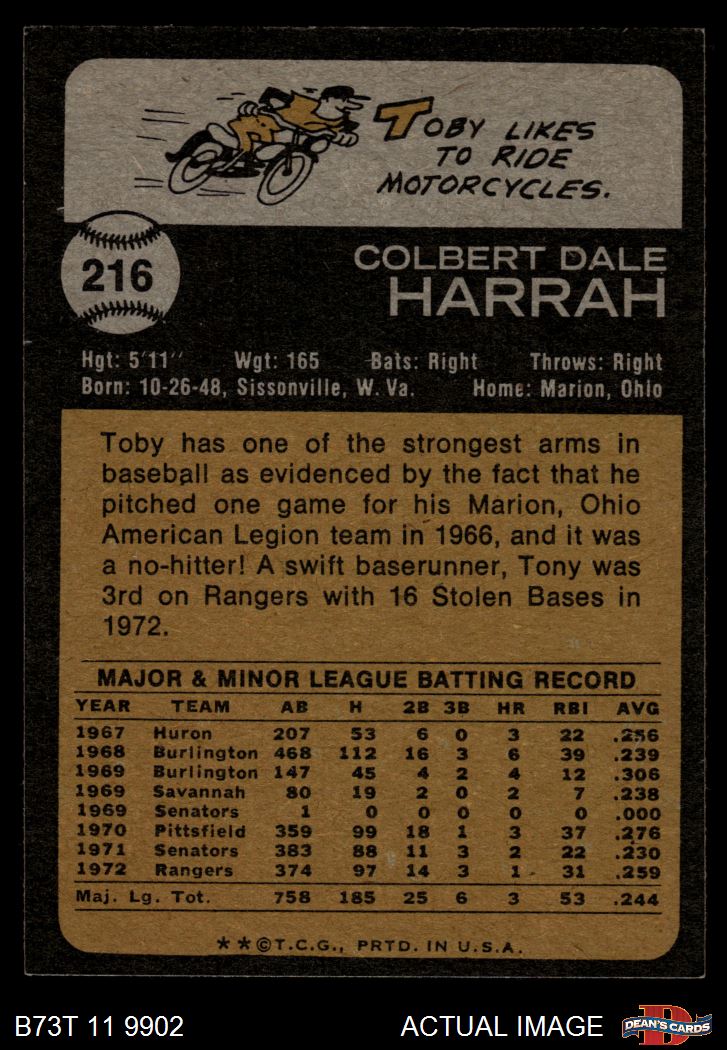 TOBY LIKES
TO RIDE
MOTORCYCLES.
216
COLBERT DALE
HARRAH
Hgt: 5'11'' Wgt: 165 Bats: Right Throws: Right
Born: 10-26-48, Sissonville, W. Va. Home: Marion, Ohio
Toby has one of the strongest arms in
baseball as evidenced by the fact that he
pitched one game for his Marion, Ohio
American Legion team in 1966, and it was
a no-hitter! A swift baserunner, Tony was
3rd on Rangers with 16 Stolen Bases in
1972.
MAJOR & MINOR LEAGUE BATTING RECORD
YEAR TEAM AB H 2B 3B HR RBI AVG
1967 Huron 207 53 6 0 3 22 .256
1968 Burlington 468 112 16 3 6 39 .239
1969 Burlington 147 45 4 2 4 12 .306
1969 Savannah 80 19 2 0 2 7 .238
1969 Senators 1 0 0 0 0 0 .000
1970 Pittsfield 359 99 18 1 3 37 .276
1971 Senators 383 88 11 3 2 22 .230
1972 Rangers 374 97 14 3 1 31 .259
Maj. Lg. Tot. 758 185 25 6 3 53 .244
**©T.C.G., PRTD. IN U.S.A.
B73T 11 9902 ACTUAL IMAGE DEAN'S CARDS